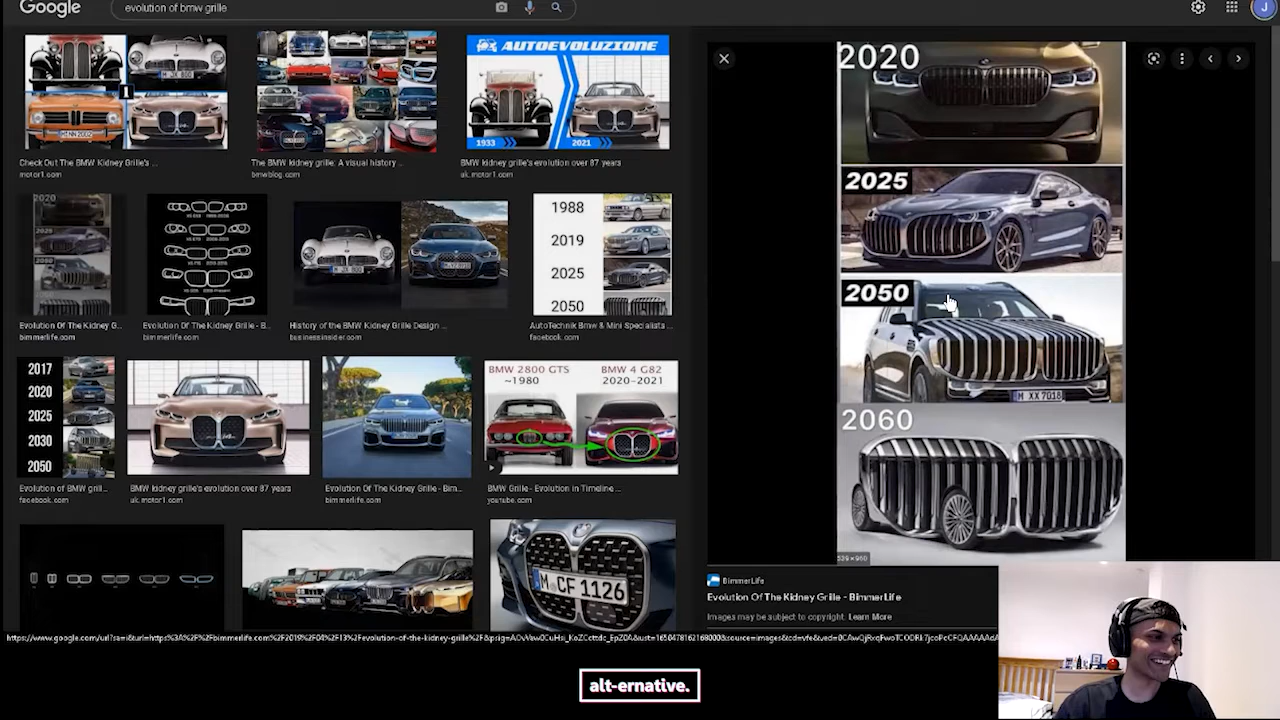 Google
evolution of bmw grille
J
AUTOEVOLUZIONE
1933
2021
Check Out The BMW Kidney Grille's ...
motor1.com
The BMW kidney grille: A visual history ...
bmwblog.com
BMW kidney grille's evolution over 87 years
uk.motor1.com
2020
1988
2019
2025
2050
Evolution Of The Kidney G...
bimmerlife.com
Evolution Of The Kidney Grille - B...
bimmerlife.com
History of the BMW Kidney Grille Design ...
businessinsider.com
AutoTechnik Bmw & Mini Specialists ...
facebook.com
2017
2020
2025
2030
2050
BMW 2800 GTS
~1980
BMW 4 G82
2020-2021
Evolution of BMW grill...
facebook.com
BMW kidney grille's evolution over 87 years
uk.motor1.com
Evolution Of The Kidney Grille - Bim...
bimmerlife.com
BMW Grille - Evolution in Timeline ...
youtube.com
M CF 1126
2020
2025
2050
M XX 7018
2060
539 × 960
BimmerLife
Evolution Of The Kidney Grille - BimmerLife
Images may be subject to copyright. Learn More
alt-ernative.